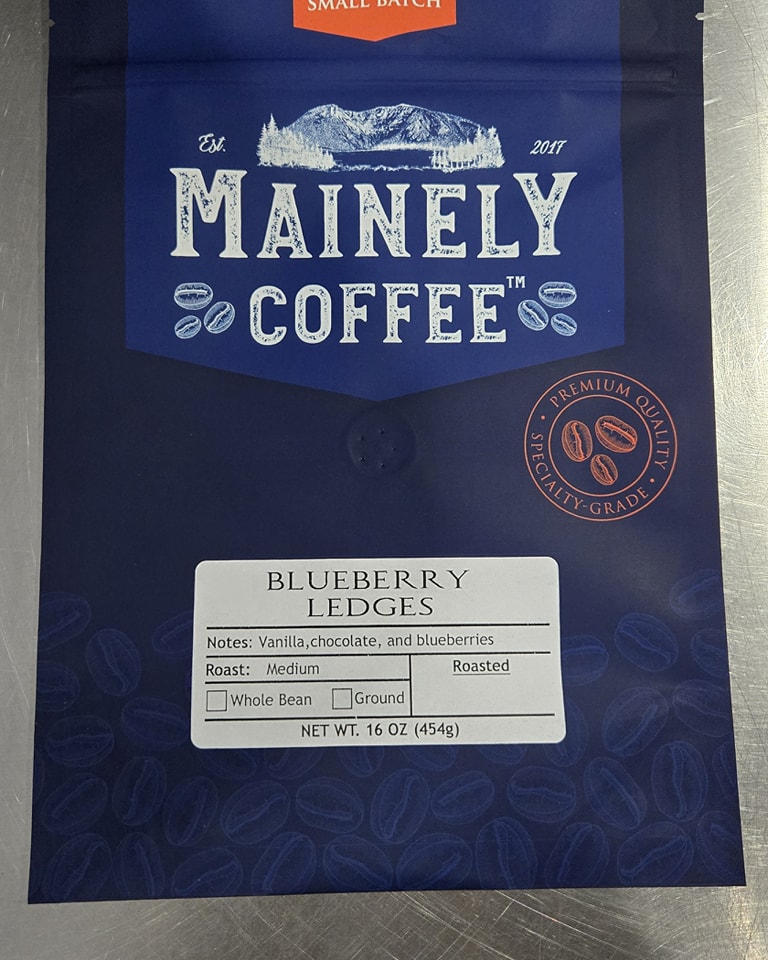 SMALL BATCH
Est. 2017
MAINELY
COFFEE™
PREMIUM QUALITY
SPECIALTY-GRADE
BLUEBERRY
LEDGES
Notes: Vanilla,chocolate, and blueberries
Roast: Medium
Roasted
Whole Bean Ground
NET WT. 16 OZ (454g)